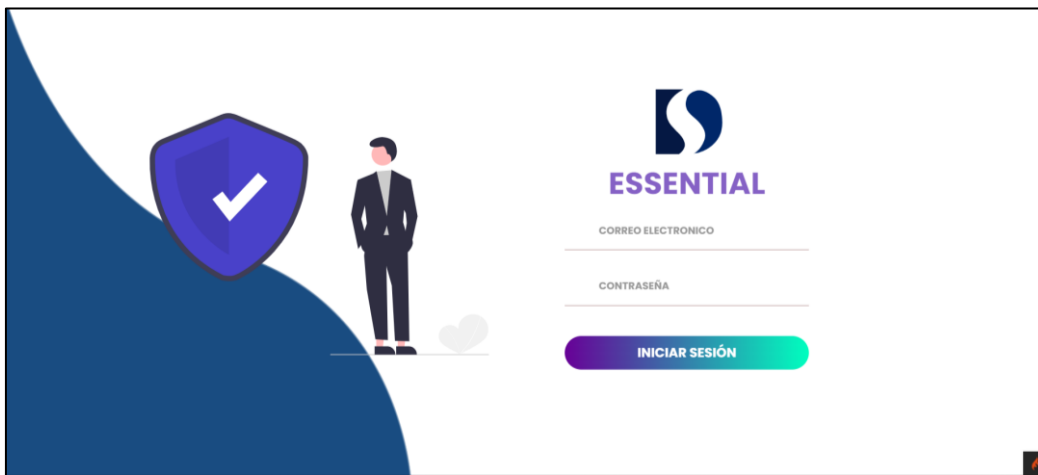 ESSENTIAL
CORREO ELECTRONICO
CONTRASEÑA
INICIAR SESIÓN